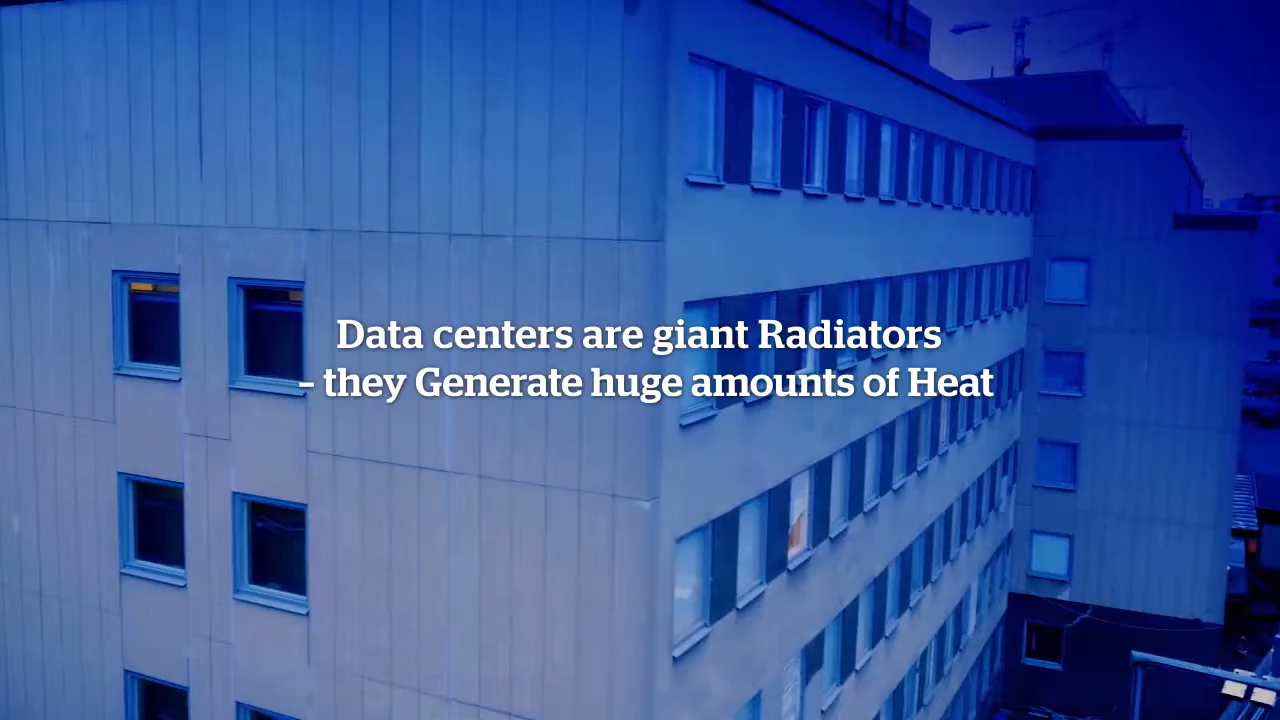 Data centers are giant Radiators
– they Generate huge amounts of Heat